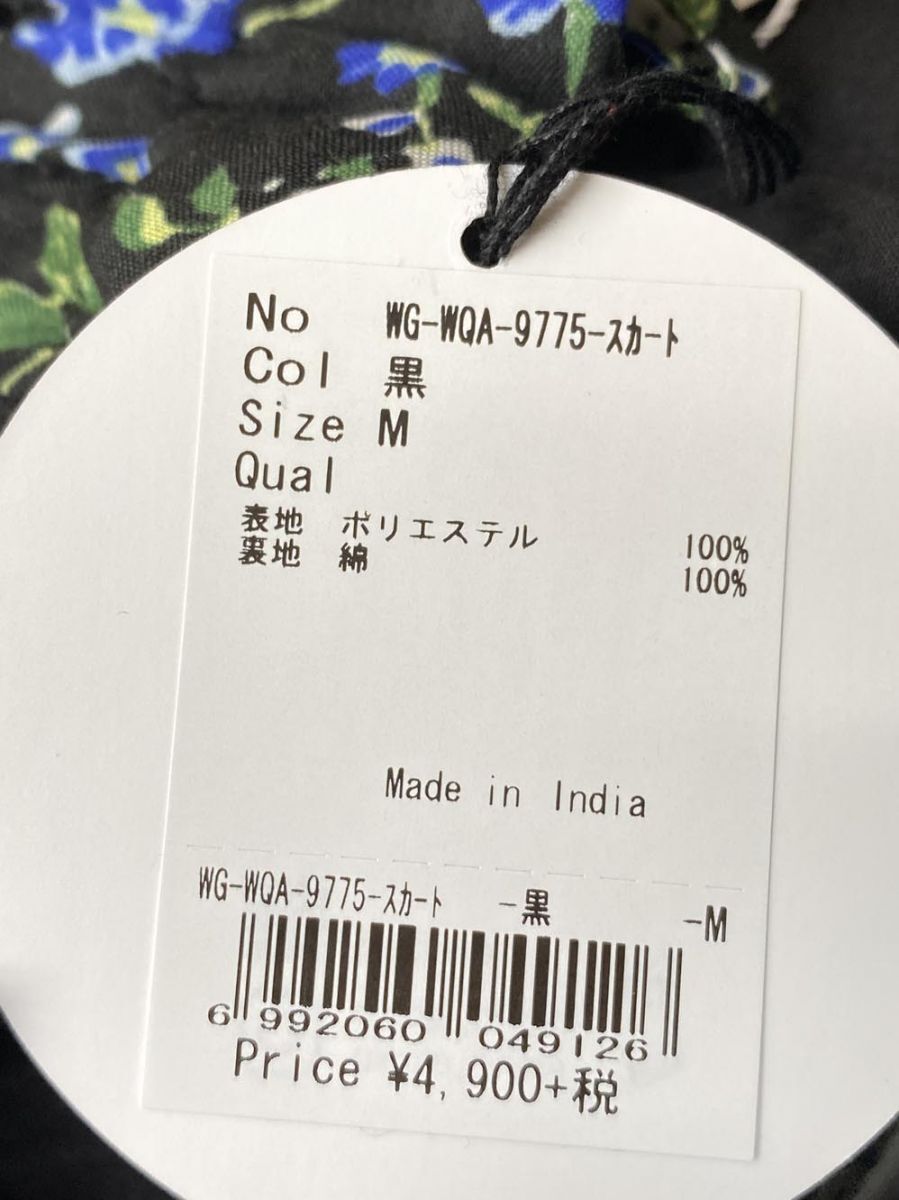 No WG-WQA-9775-ｽｶｰﾄ
Col 黒
Size M
Qual
表地 ポリエステル 100%
裏地 綿 100%
Made in India
WG-WQA-9775-ｽｶｰﾄ -黒 -M
6 992060 049126
Price ¥4,900+税